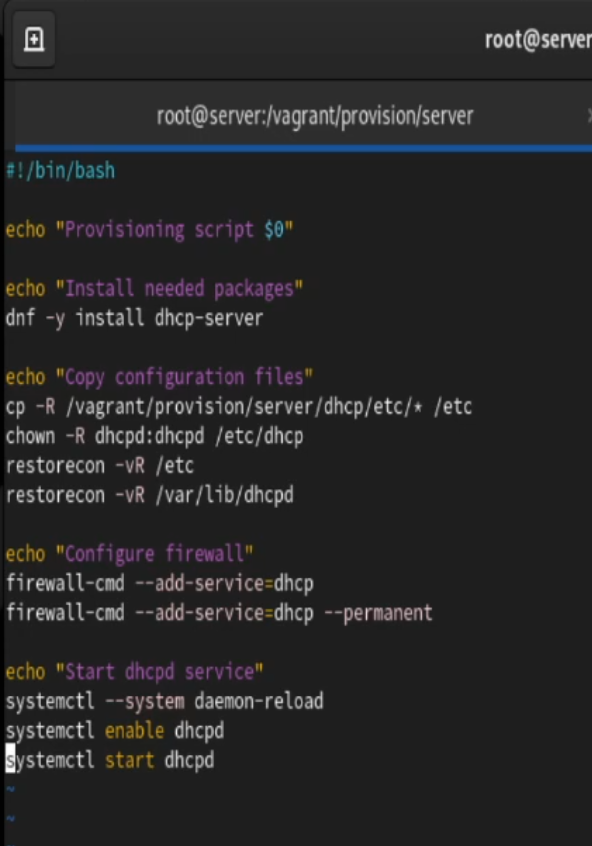 root@server
root@server:/vagrant/provision/server
#!/bin/bash
echo "Provisioning script $0"
echo "Install needed packages"
dnf -y install dhcp-server
echo "Copy configuration files"
cp -R /vagrant/provision/server/dhcp/etc/* /etc
chown -R dhcpd:dhcpd /etc/dhcp
restorecon -vR /etc
restorecon -vR /var/lib/dhcpd
echo "Configure firewall"
firewall-cmd --add-service=dhcp
firewall-cmd --add-service=dhcp --permanent
echo "Start dhcpd service"
systemctl --system daemon-reload
systemctl enable dhcpd
systemctl start dhcpd
~
~